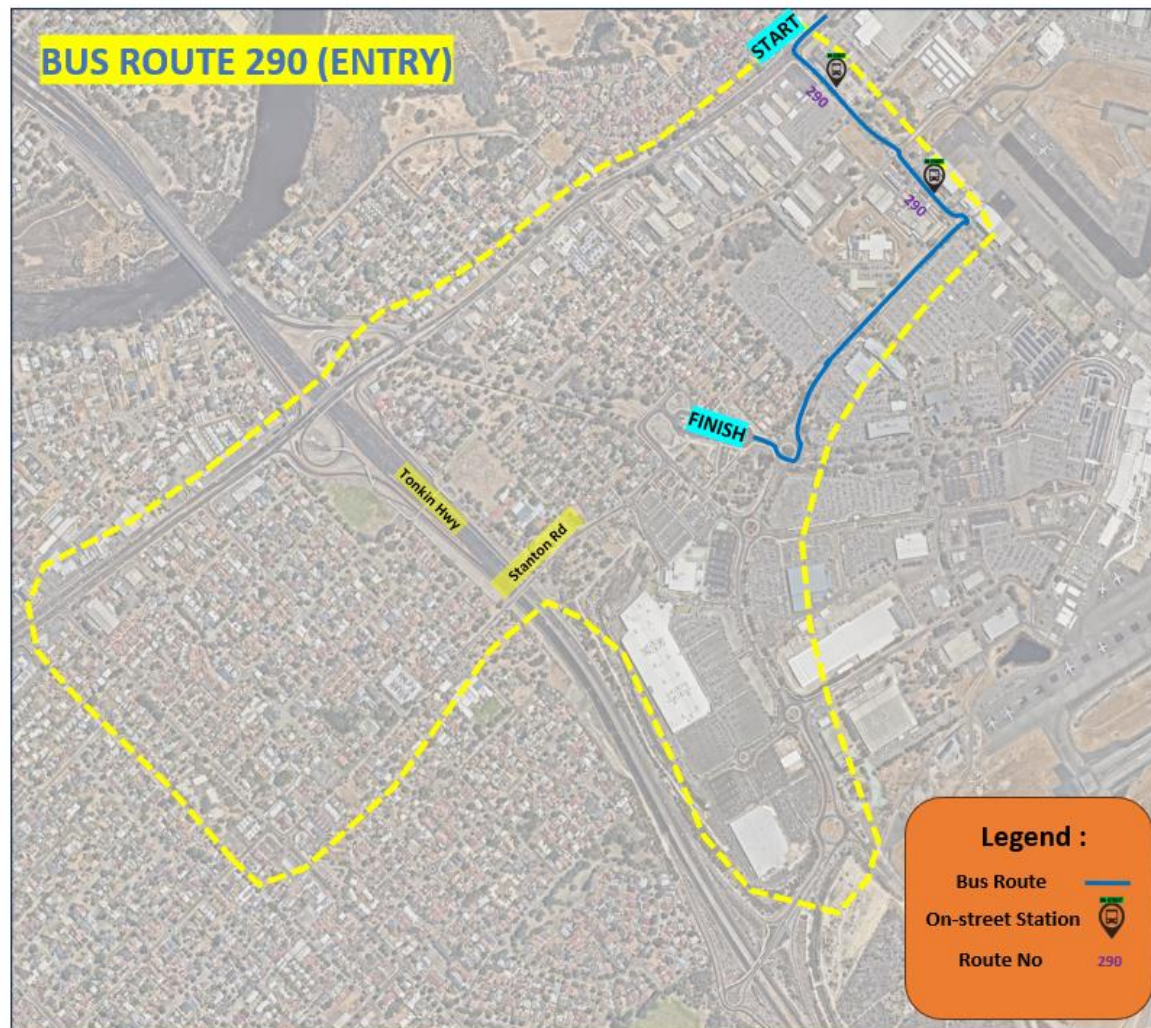 BUS ROUTE 290 (ENTRY)
START
290
290
FINISH
Tonkin Hwy
Stanton Rd
Legend :
Bus Route
On-street Station
Route No 290